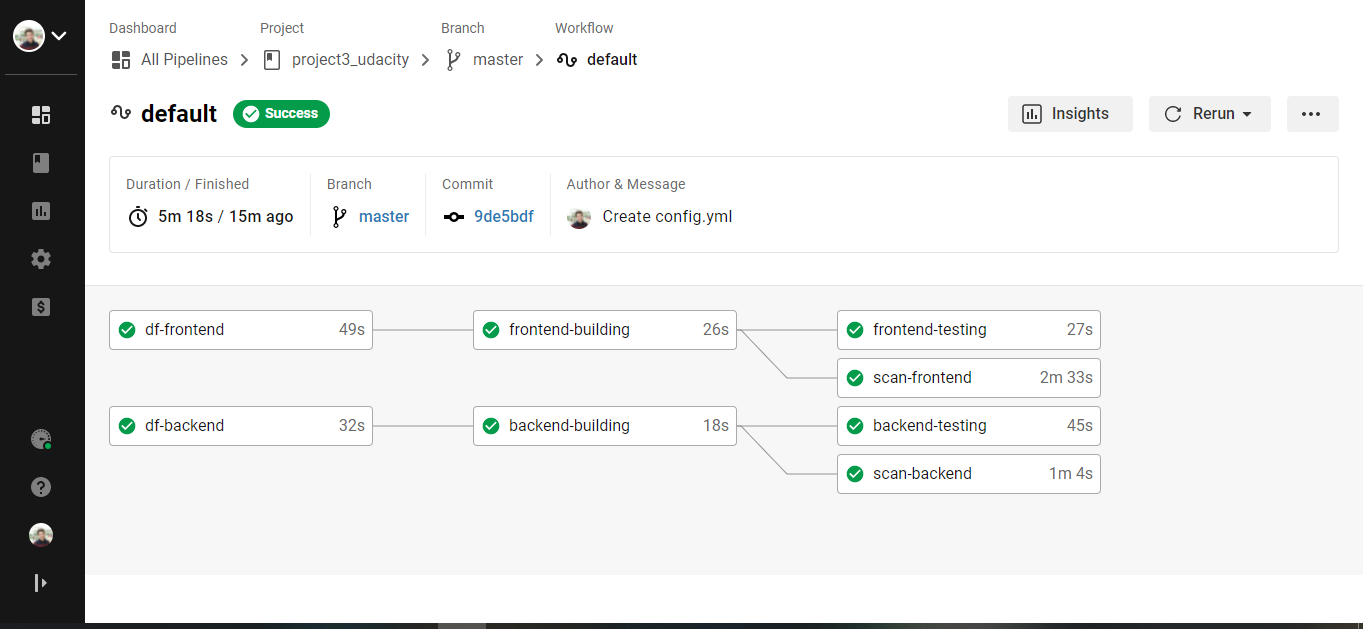 Dashboard Project Branch Workflow
All Pipelines project3_udacity master default
default Success Insights Rerun
Duration / Finished Branch Commit Author & Message
5m 18s / 15m ago master 9de5bdf Create config.yml
df-frontend 49s frontend-building 26s frontend-testing 27s
scan-frontend 2m 33s
df-backend 32s backend-building 18s backend-testing 45s
scan-backend 1m 4s